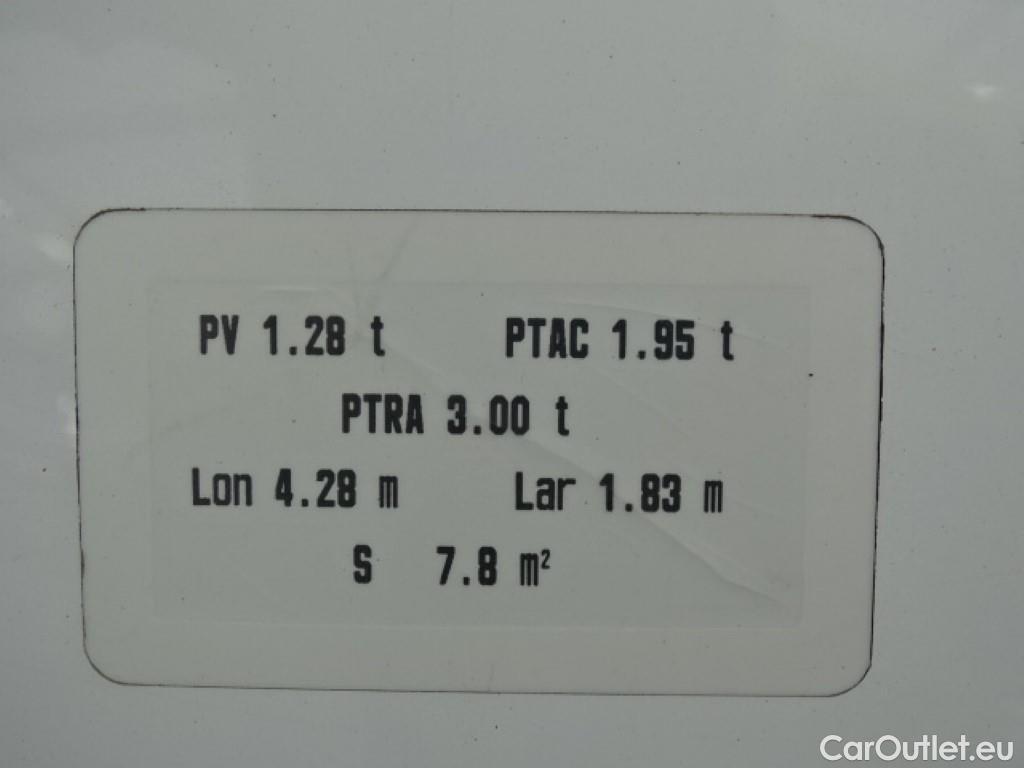 PV 1.28 t PTAC 1.95 t
PTRA 3.00 t
Lon 4.28 m Lar 1.83 m
S 7.8 m²
CarOutlet.eu